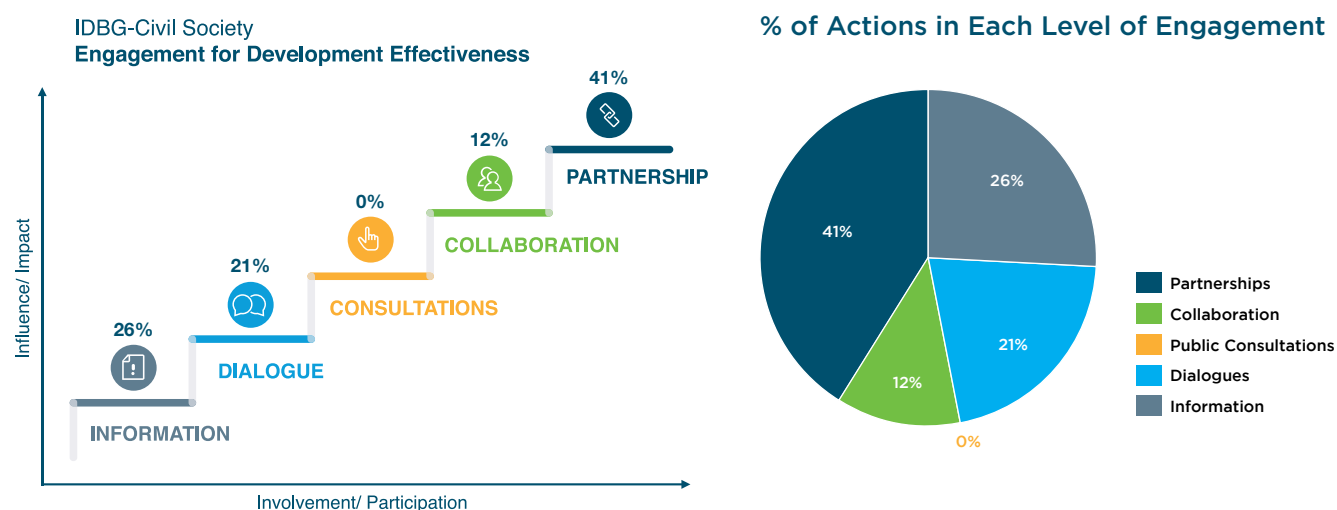 IDBG-Civil Society
Engagement for Development Effectiveness
41%
PARTNERSHIP
12%
COLLABORATION
0%
CONSULTATIONS
21%
DIALOGUE
26%
INFORMATION
Influence/ Impact
Involvement/ Participation
% of Actions in Each Level of Engagement
26%
41%
21%
12%
0%
Partnerships
Collaboration
Public Consultations
Dialogues
Information